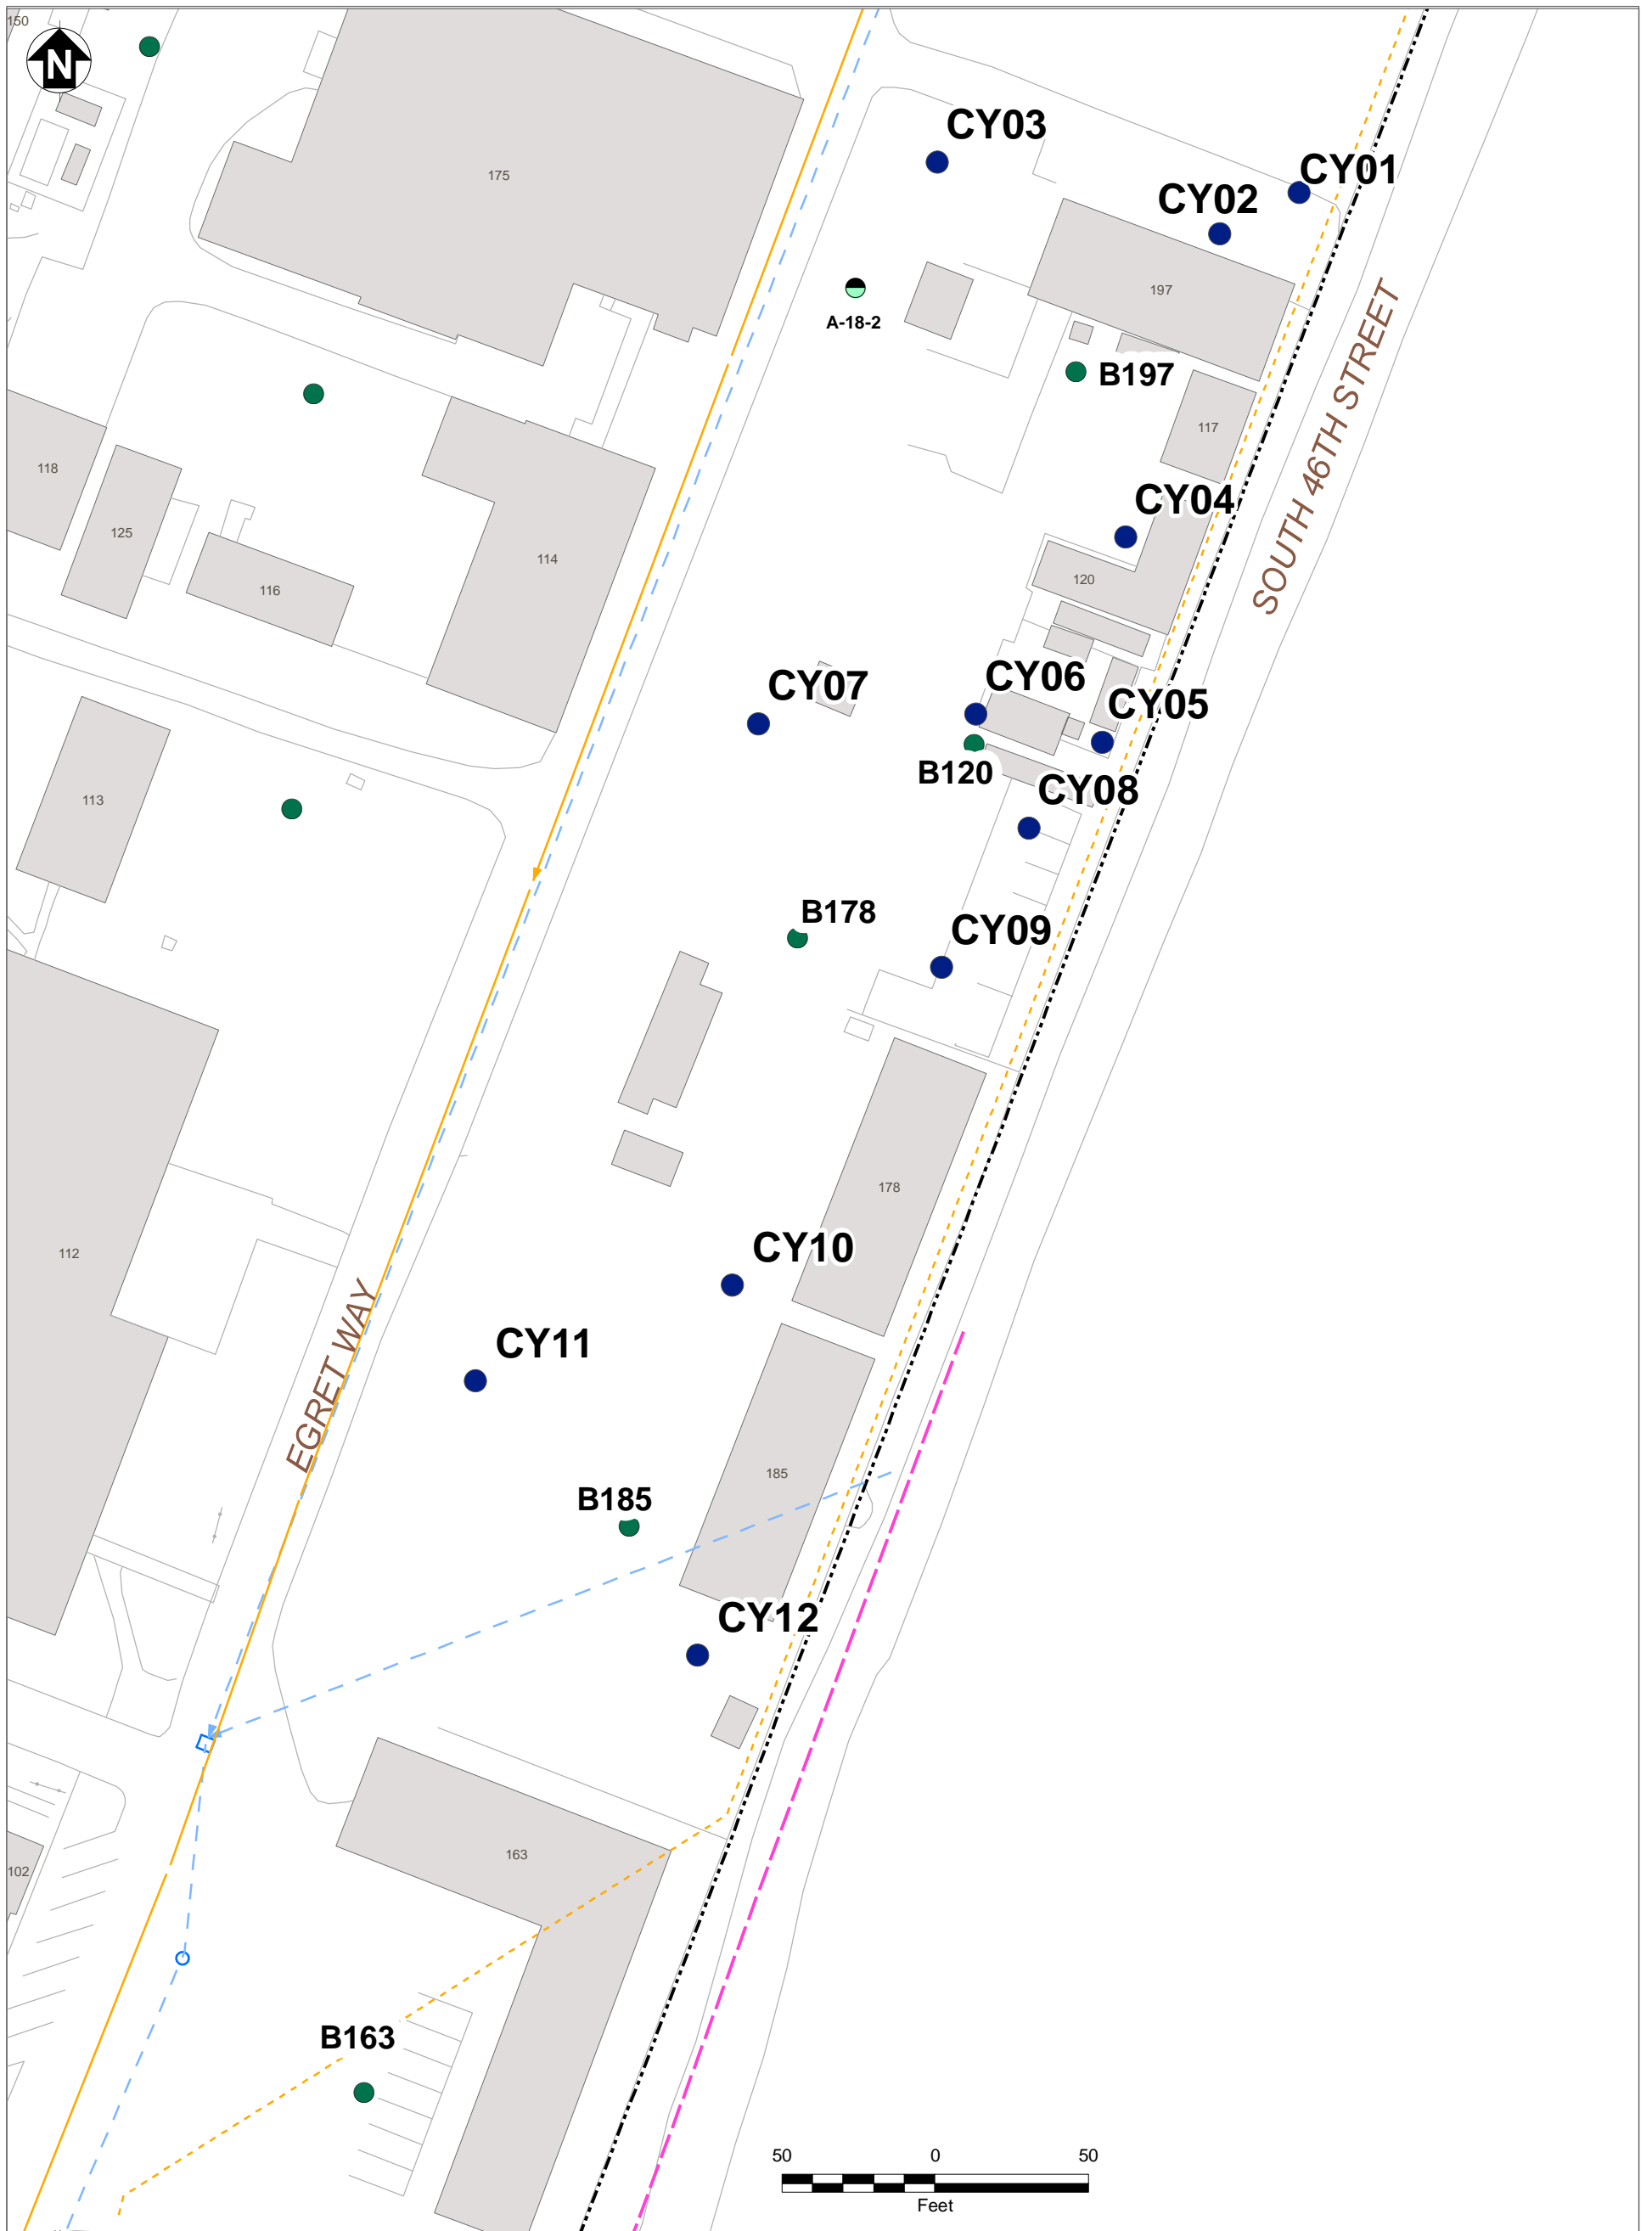 150
N
CY03
CY01
175
CY02
197
A-18-2
B197
SOUTH 46TH STREET
117
118
CY04
125
114
120
116
CY06
CY07
CY05
B120
CY08
113
B178
CY09
178
112
CY10
EGRET WAY
CY11
185
B185
CY12
163
102
B163
50 0 50
Feet